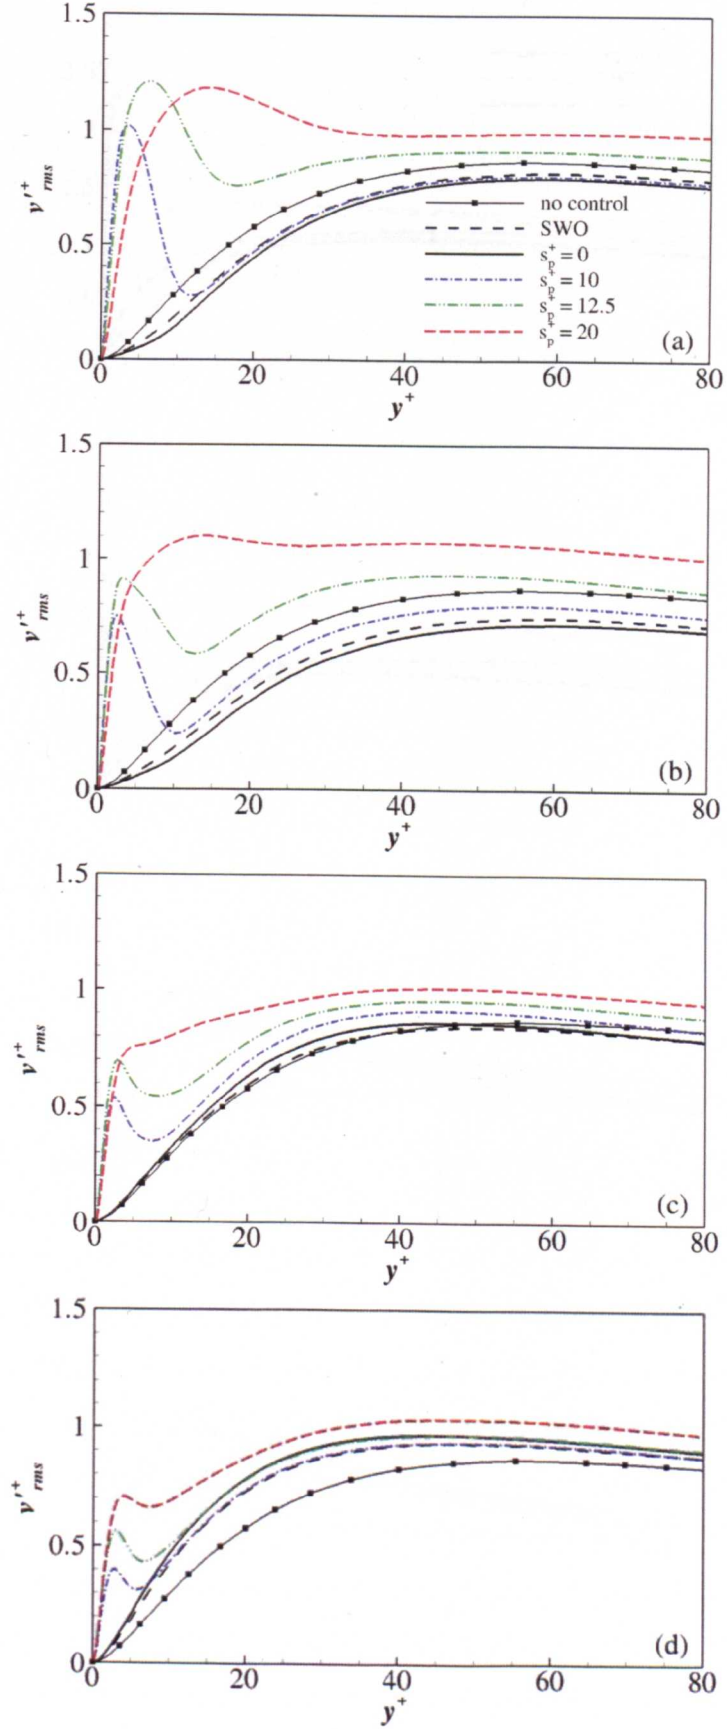 1.5
1
0.5
0
v'⁺rms
0 20 40 60 80
y⁺
no control
SWO
s⁺p = 0
s⁺p = 10
s⁺p = 12.5
s⁺p = 20
(a)
1.5
1
0.5
0
v'⁺rms
0 20 40 60 80
y⁺
(b)
1.5
1
0.5
0
v'⁺rms
0 20 40 60 80
y⁺
(c)
1.5
1
0.5
0
v'⁺rms
0 20 40 60 80
y⁺
(d)